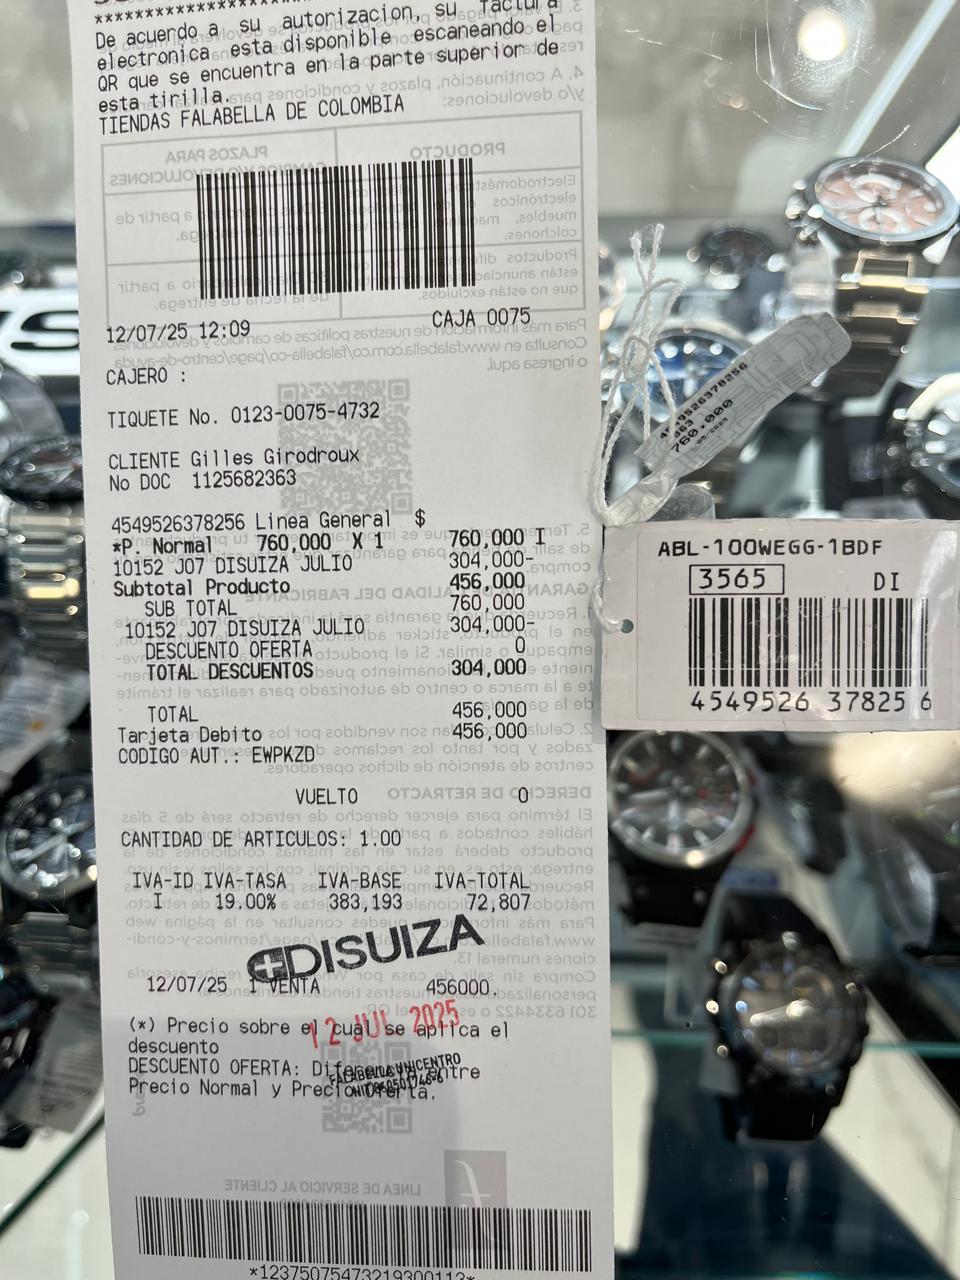 De acuerdo a su autorizacion, su factura
electronica esta disponible escaneando el
QR que se encuentra en la parte superior de
esta tirilla.
TIENDAS FALABELLA DE COLOMBIA
12/07/25 12:09 CAJA 0075
CAJERO :
TIQUETE No. 0123-0075-4732
CLIENTE Gilles Girodroux
No DOC 1125682363
4549526378256 Linea General $
*P. Normal 760,000 X 1 760,000 I
10152 J07 DISUIZA JULIO 304,000-
Subtotal Producto 456,000
SUB TOTAL 760,000
10152 J07 DISUIZA JULIO 304,000-
DESCUENTO OFERTA 0
TOTAL DESCUENTOS 304,000
TOTAL 456,000
Tarjeta Debito 456,000
CODIGO AUT.: EWPKZD
VUELTO 0
CANTIDAD DE ARTICULOS: 1.00
IVA-ID IVA-TASA IVA-BASE IVA-TOTAL
I 19.00% 383,193 72,807
DISUIZA
12/07/25 1 VENTA 456000.
12 JUL 2025
(*) Precio sobre el cual se aplica el
descuento
DESCUENTO OFERTA: Diferencia entre
Precio Normal y Precio Oferta.
FALABELLA UNICENTRO
*12375075473219300113*
4549526378256
363
760.000
ABL-100WEGG-1BDF
3565 DI
4549526 378256